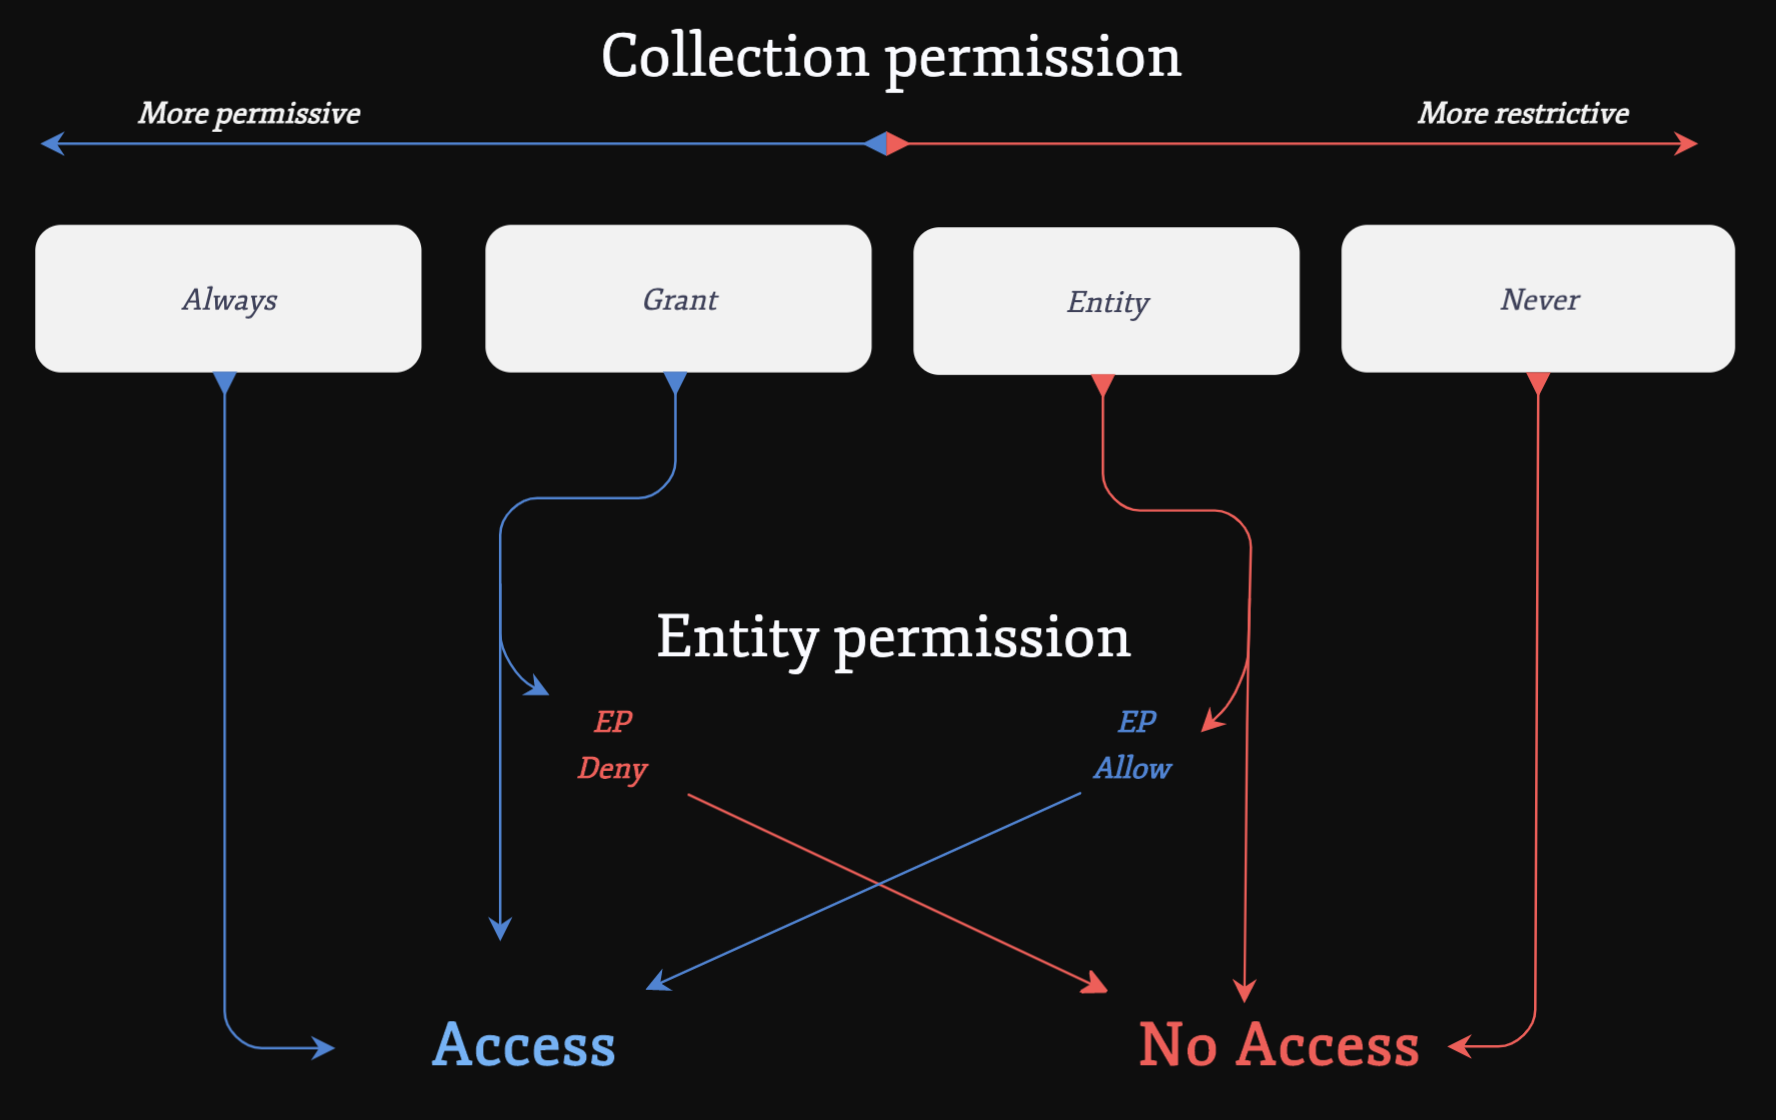 Collection permission
More permissive
More restrictive
Always
Grant
Entity
Never
Entity permission
EP
Deny
EP
Allow
Access
No Access